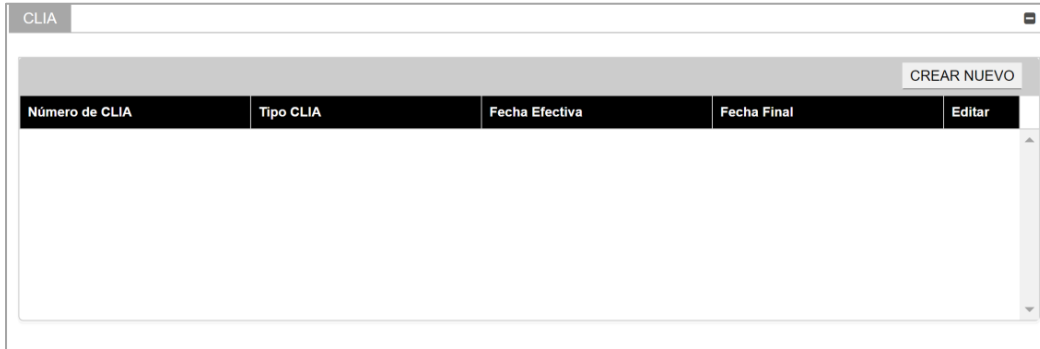 CLIA
CREAR NUEVO
Número de CLIA Tipo CLIA Fecha Efectiva Fecha Final Editar